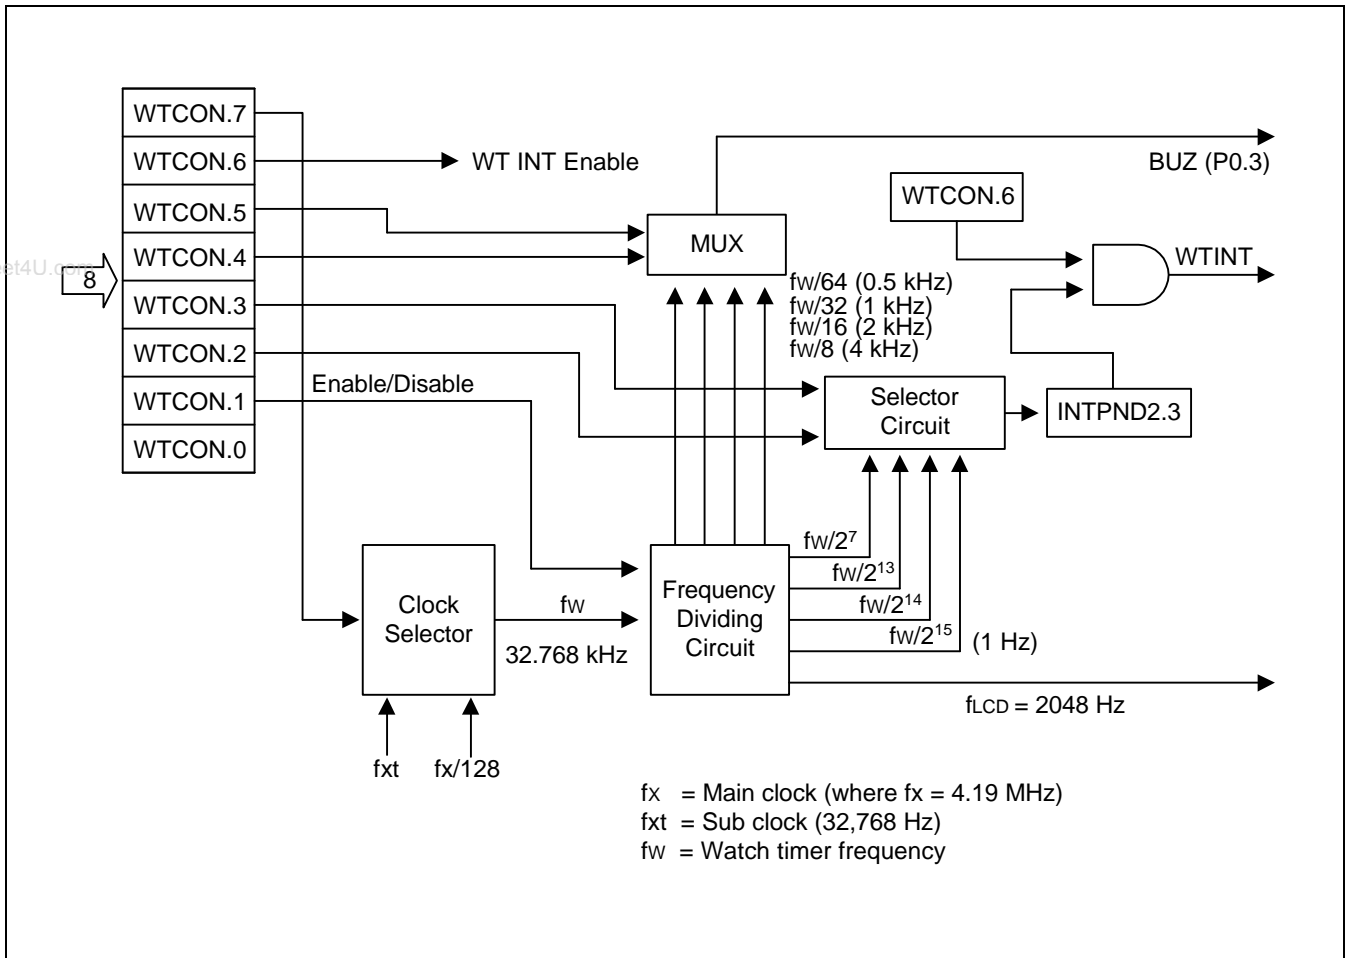 WTCON.7
WTCON.6
WTCON.5
WTCON.4
WTCON.3
WTCON.2
WTCON.1
WTCON.0
eet4U.com
8
WT INT Enable
Enable/Disable
MUX
BUZ (P0.3)
WTCON.6
WTINT
fw/64 (0.5 kHz)
fw/32 (1 kHz)
fw/16 (2 kHz)
fw/8 (4 kHz)
Selector
Circuit
INTPND2.3
Clock
Selector
fw
32.768 kHz
Frequency
Dividing
Circuit
fw/2⁷
fw/2¹³
fw/2¹⁴
fw/2¹⁵ (1 Hz)
fLCD = 2048 Hz
fxt
fx/128
fx = Main clock (where fx = 4.19 MHz)
fxt = Sub clock (32,768 Hz)
fw = Watch timer frequency